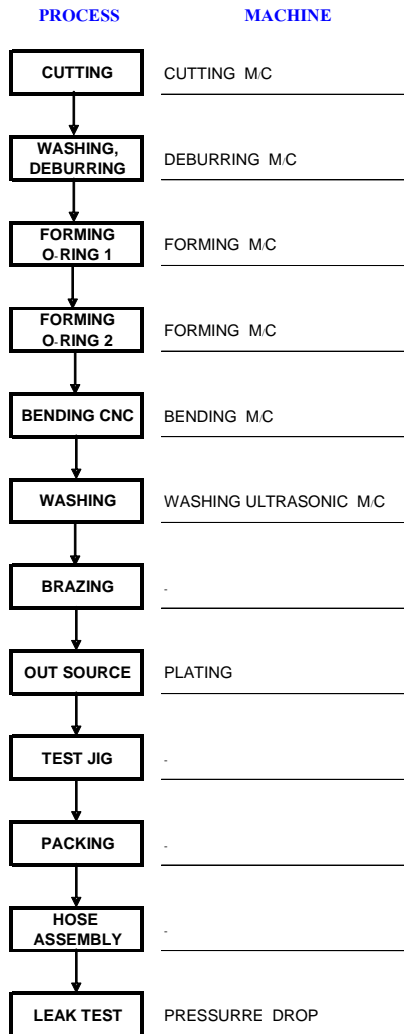 PROCESS MACHINE
CUTTING CUTTING M/C
WASHING,
DEBURRING DEBURRING M/C
FORMING
O-RING 1 FORMING M/C
FORMING
O-RING 2 FORMING M/C
BENDING CNC BENDING M/C
WASHING WASHING ULTRASONIC M/C
BRAZING -
OUT SOURCE PLATING
TEST JIG -
PACKING -
HOSE
ASSEMBLY -
LEAK TEST PRESSURRE DROP